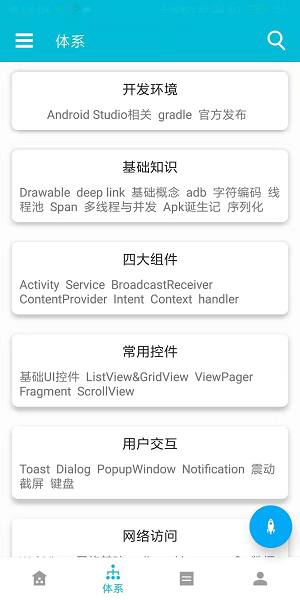 体系
开发环境
Android Studio相关 gradle 官方发布
基础知识
Drawable deep link 基础概念 adb 字符编码 线
程池 Span 多线程与并发 Apk诞生记 序列化
四大组件
Activity Service BroadcastReceiver
ContentProvider Intent Context handler
常用控件
基础UI控件 ListView&GridView ViewPager
Fragment ScrollView
用户交互
Toast Dialog PopupWindow Notification 震动
截屏 键盘
网络访问
体系